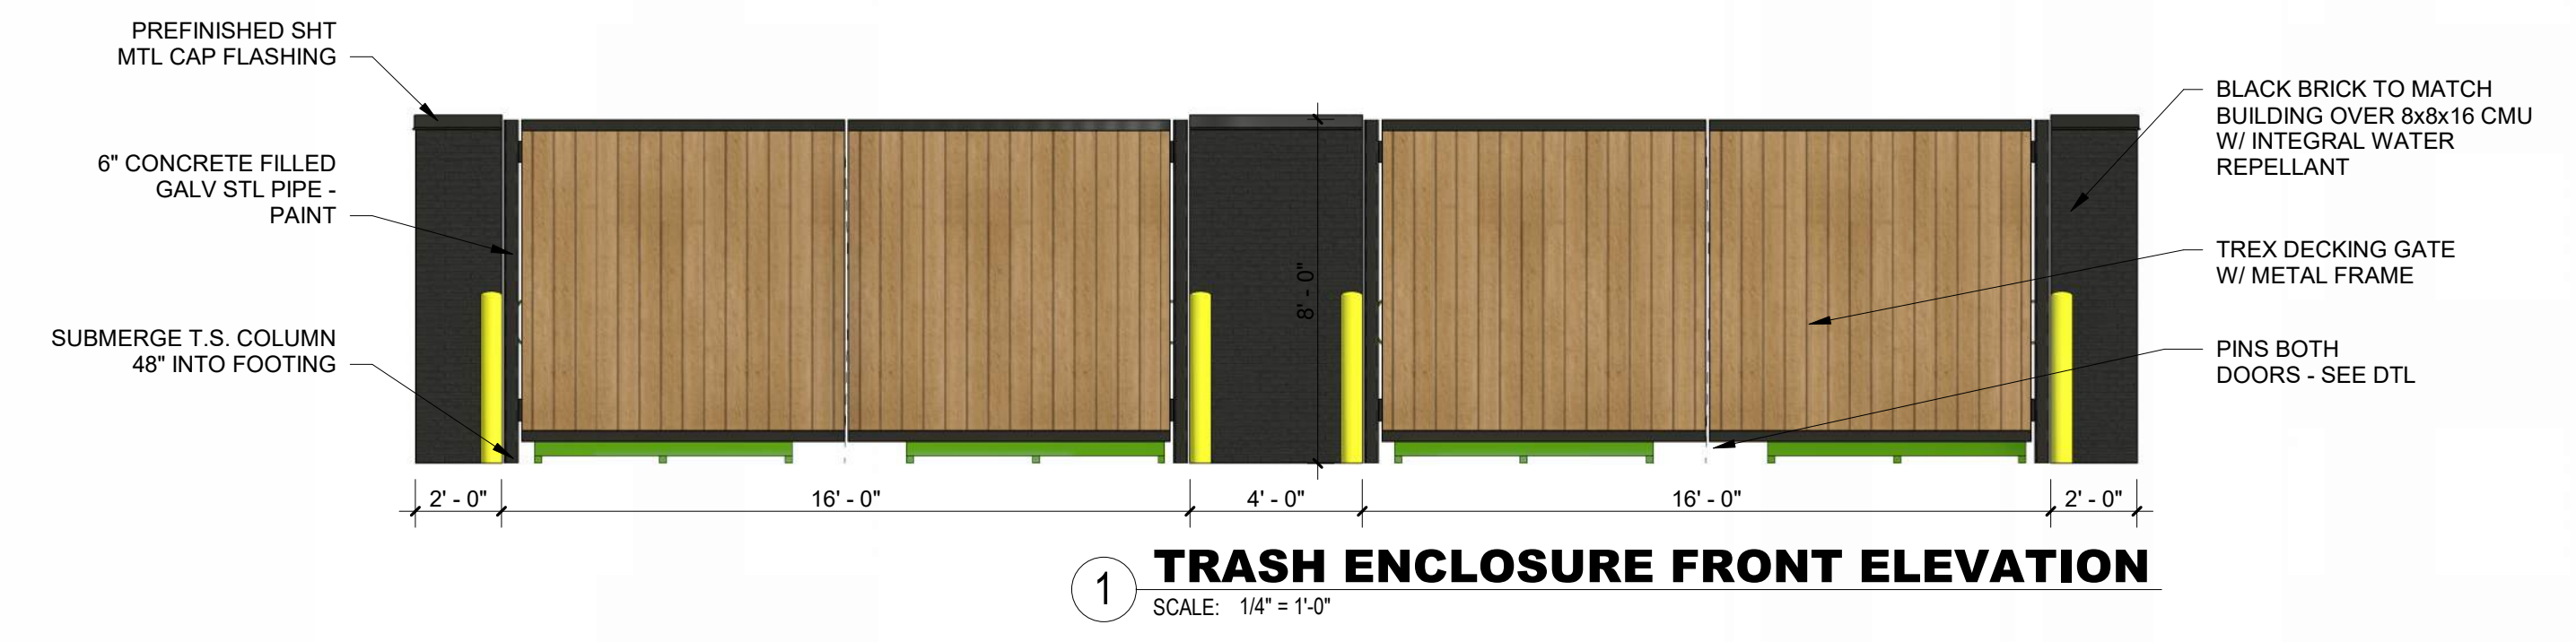 PREFINISHED SHT
MTL CAP FLASHING
6" CONCRETE FILLED
GALV STL PIPE -
PAINT
SUBMERGE T.S. COLUMN
48" INTO FOOTING
BLACK BRICK TO MATCH
BUILDING OVER 8x8x16 CMU
W/ INTEGRAL WATER
REPELLANT
TREX DECKING GATE
W/ METAL FRAME
PINS BOTH
DOORS - SEE DTL
8' - 0"
2' - 0"
16' - 0"
4' - 0"
16' - 0"
2' - 0"
1
TRASH ENCLOSURE FRONT ELEVATION
SCALE: 1/4" = 1'-0"